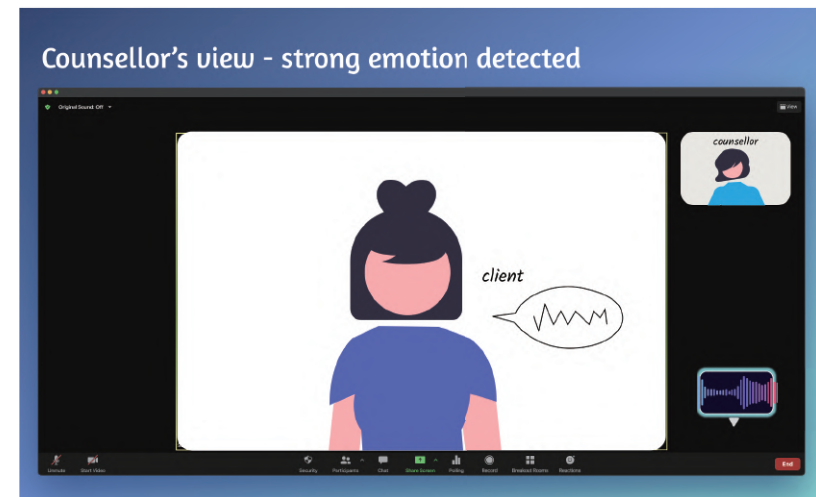 Counsellor's view - strong emotion detected
Original Sound: Off
View
counsellor
client
Unmute
Start Video
Security
Participants
Chat
Share Screen
Polling
Record
Breakout Rooms
Reactions
End